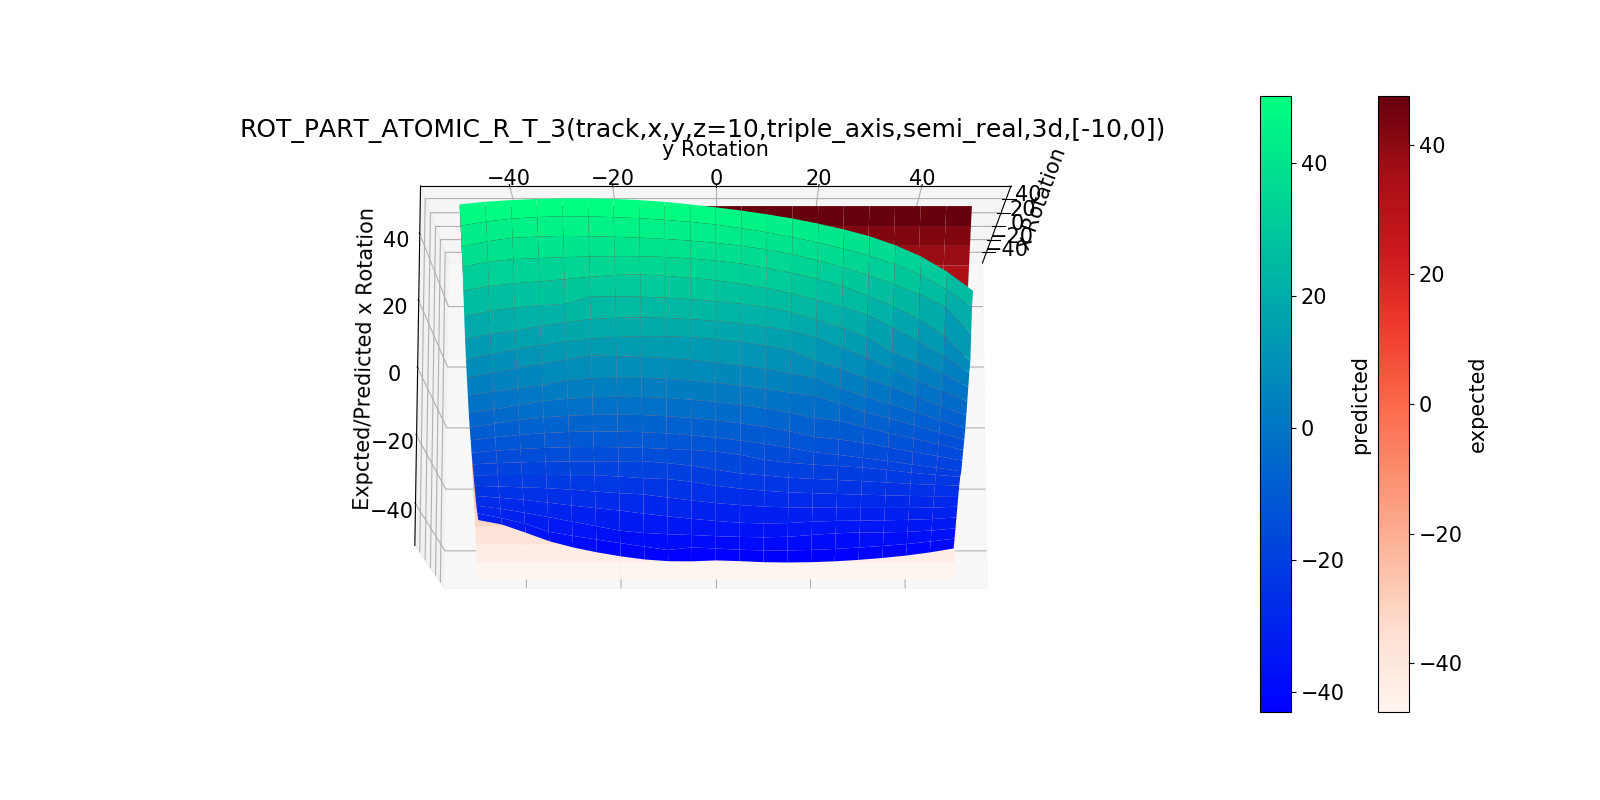 ROT_PART_ATOMIC_R_T_3(track,x,y,z=10,triple_axis,semi_real,3d,[-10,0])
y Rotation
−40 −20 0 20 40
40
20
0
−20
−40
x Rotation
Expcted/Predicted x Rotation
40
20
0
−20
−40
40
20
0
−20
−40
predicted
40
20
0
−20
−40
expected